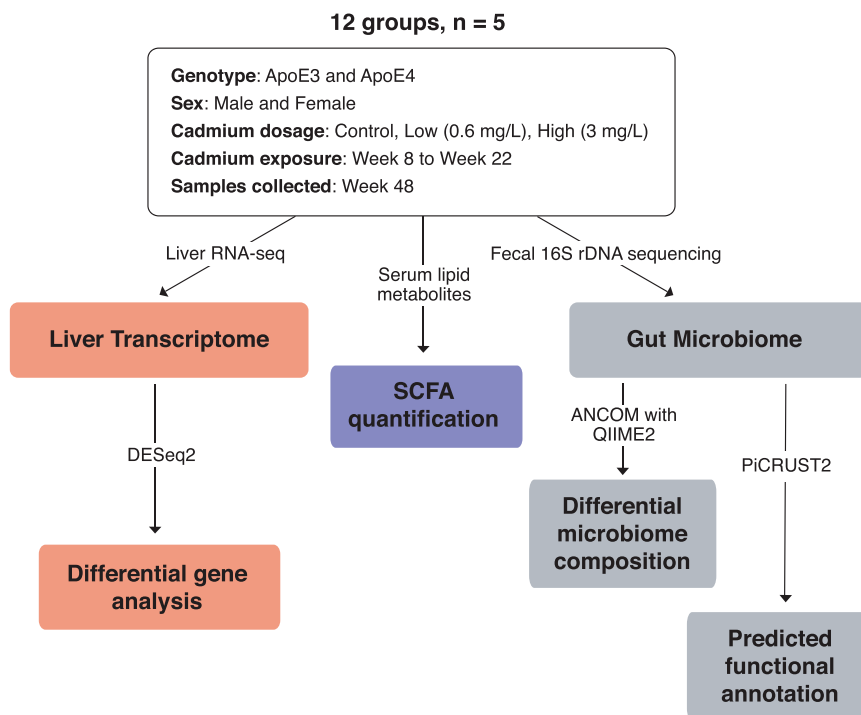 12 groups, n = 5
Genotype: ApoE3 and ApoE4
Sex: Male and Female
Cadmium dosage: Control, Low (0.6 mg/L), High (3 mg/L)
Cadmium exposure: Week 8 to Week 22
Samples collected: Week 48
Liver RNA-seq
Serum lipid
metabolites
Fecal 16S rDNA sequencing
Liver Transcriptome
SCFA
quantification
Gut Microbiome
DESeq2
ANCOM with
QIIME2
PiCRUST2
Differential gene
analysis
Differential
microbiome
composition
Predicted
functional
annotation